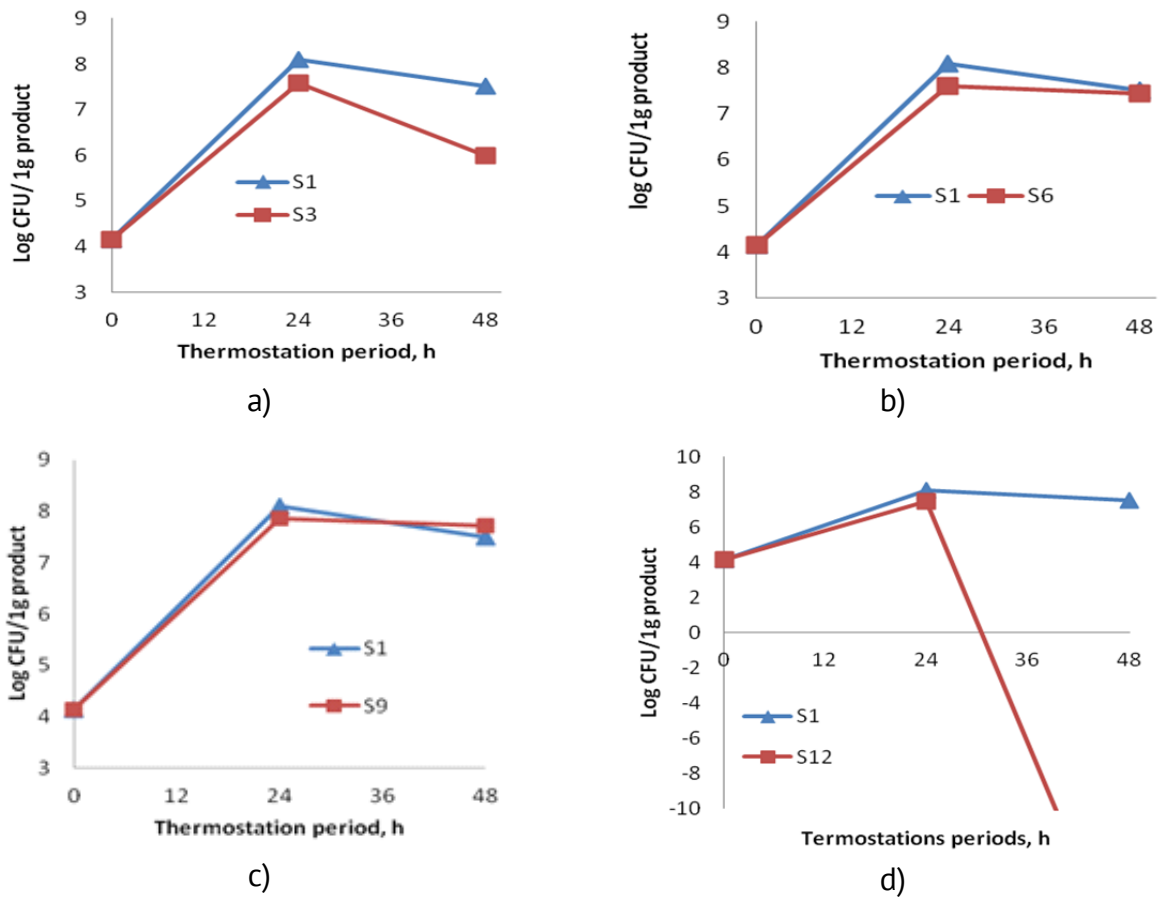 9
8
7
6
5
4
3
Log CFU/ 1g product
S1
S3
0 12 24 36 48
Thermostation period, h
a)
9
8
7
6
5
4
3
log CFU/1g product
S1 S6
0 12 24 36 48
Thermostation period, h
b)
9
8
7
6
5
4
3
Log CFU/1g product
S1
S9
0 12 24 36 48
Thermostation period, h
c)
10
8
6
4
2
0
-2
-4
-6
-8
-10
Log CFU/1g product
0 12 24 36 48
S1
S12
Termostations periods, h
d)